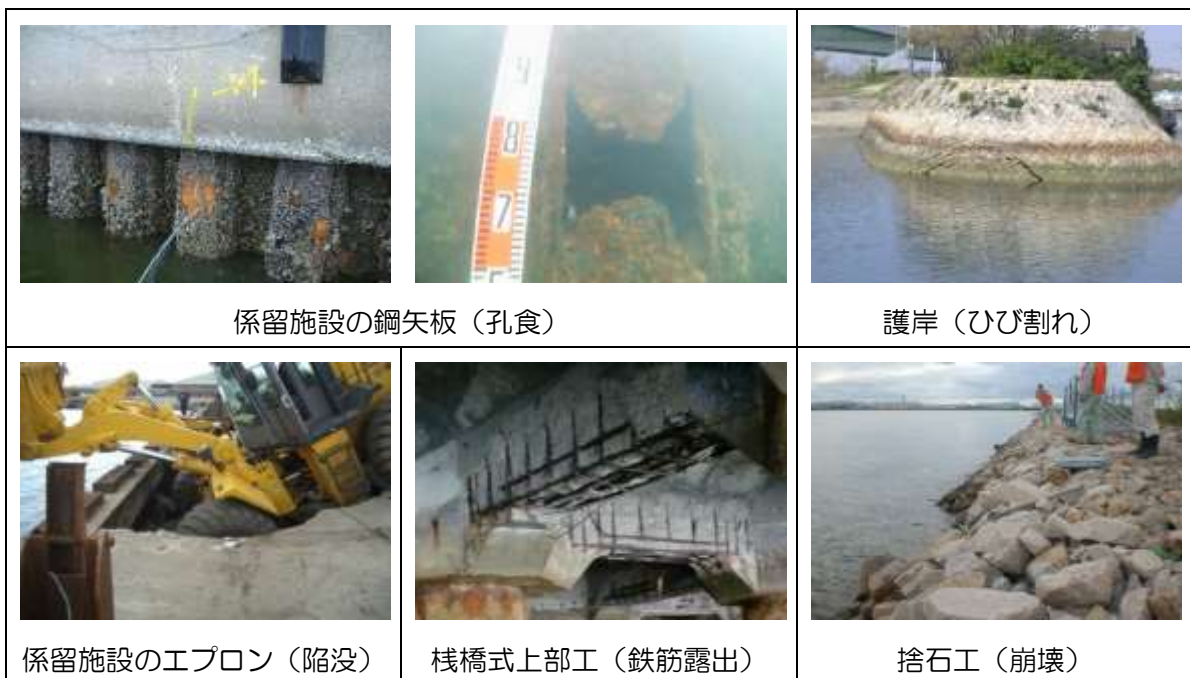 8
7
係留施設の鋼矢板（孔食）
護岸（ひび割れ）
係留施設のエプロン（陥没）
桟橋式上部工（鉄筋露出）
捨石工（崩壊）